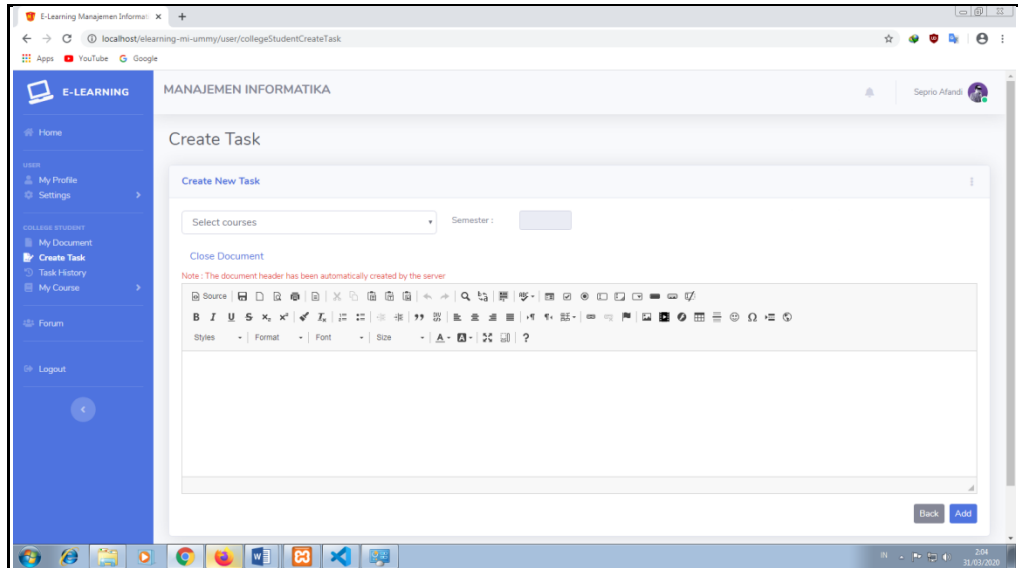 E-Learning Manajemen Informati
localhost/elearning-mi-ummy/user/collegeStudentCreateTask
Apps YouTube Google
E-LEARNING
MANAJEMEN INFORMATIKA
Seprio Afandi
Home
Create Task
USER
My Profile
Settings
Create New Task
Select courses
Semester :
COLLEGE STUDENT
My Document
Create Task
Task History
My Course
Close Document
Note : The document header has been automatically created by the server
Source
Styles Format Font Size
Forum
Logout
Back Add
IN
2:04
31/03/2020